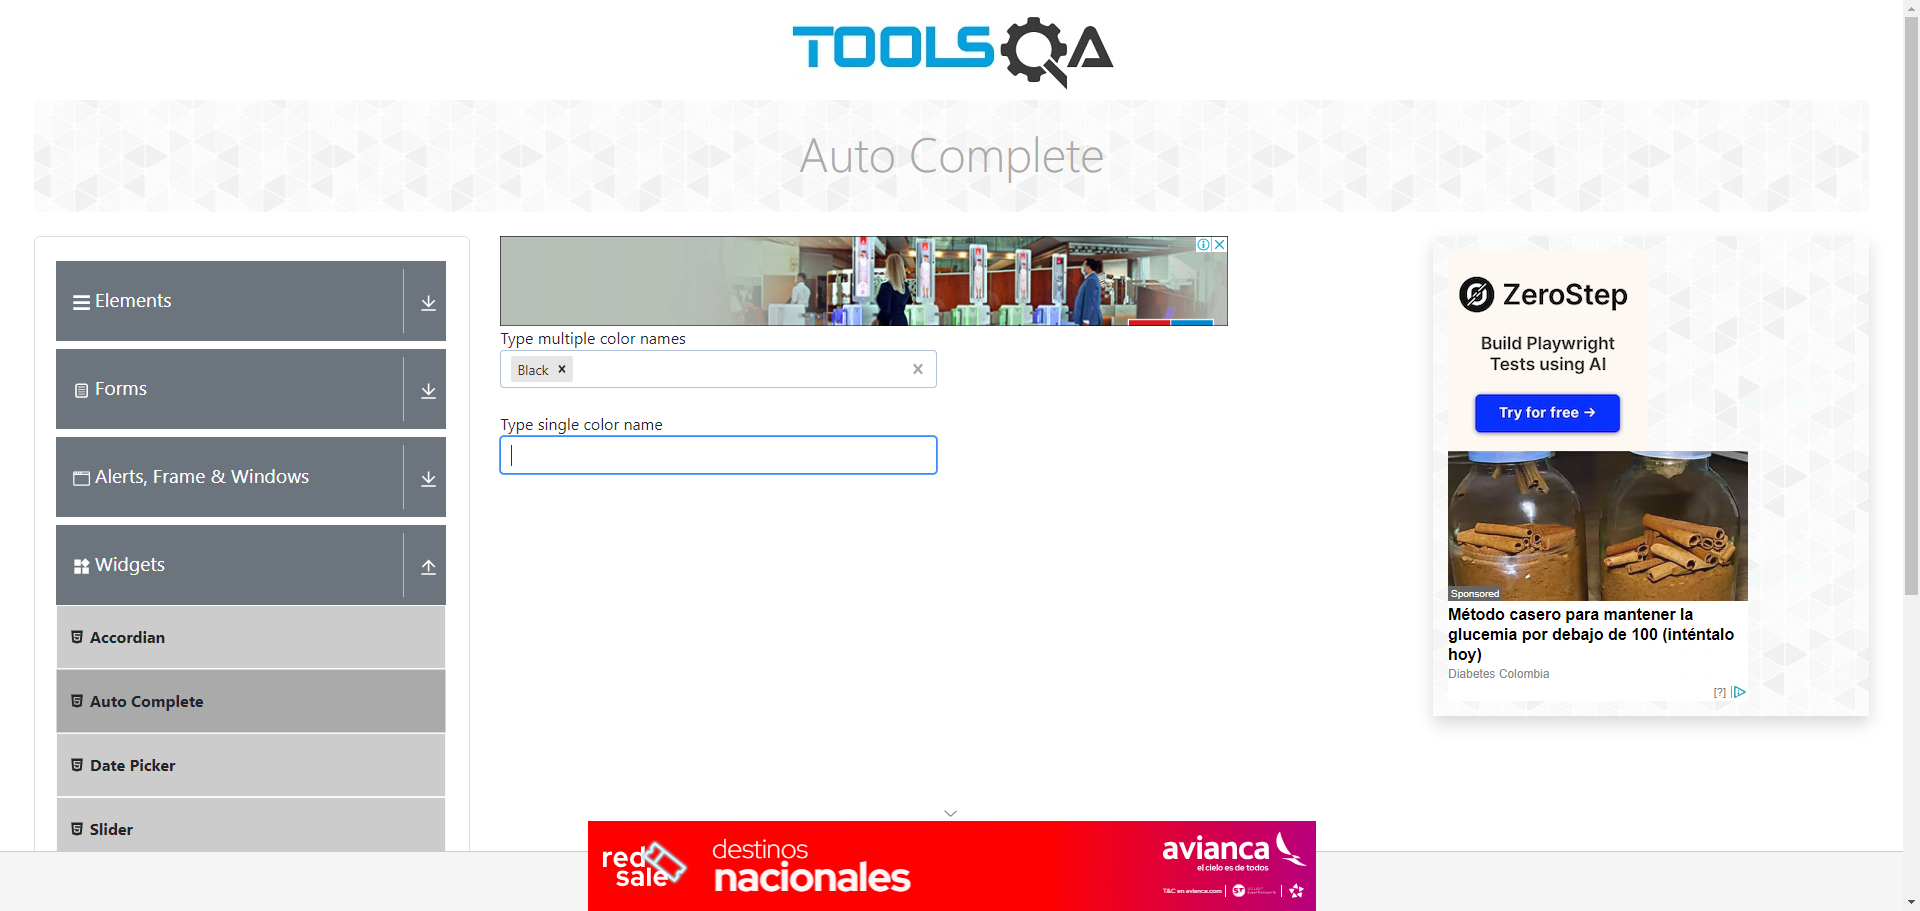 TOOLSQA
Auto Complete
Elements
Forms
Alerts, Frame & Windows
Widgets
Accordian
Auto Complete
Date Picker
Slider
Type multiple color names
Black
Type single color name
ZeroStep
Build Playwright
Tests using AI
Try for free →
Sponsored
Método casero para mantener la
glucemia por debajo de 100 (inténtalo
hoy)
Diabetes Colombia
[?]
red
sale
destinos
nacionales
avianca
el cielo es de todos
T&C en avianca.com